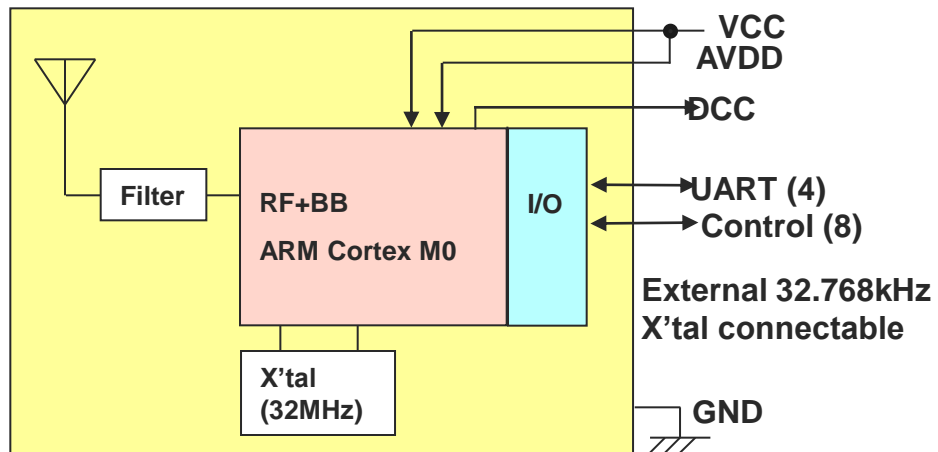 VCC
AVDD
DCC
Filter
RF+BB
ARM Cortex M0
I/O
UART (4)
Control (8)
External 32.768kHz
X'tal connectable
X'tal
(32MHz)
GND